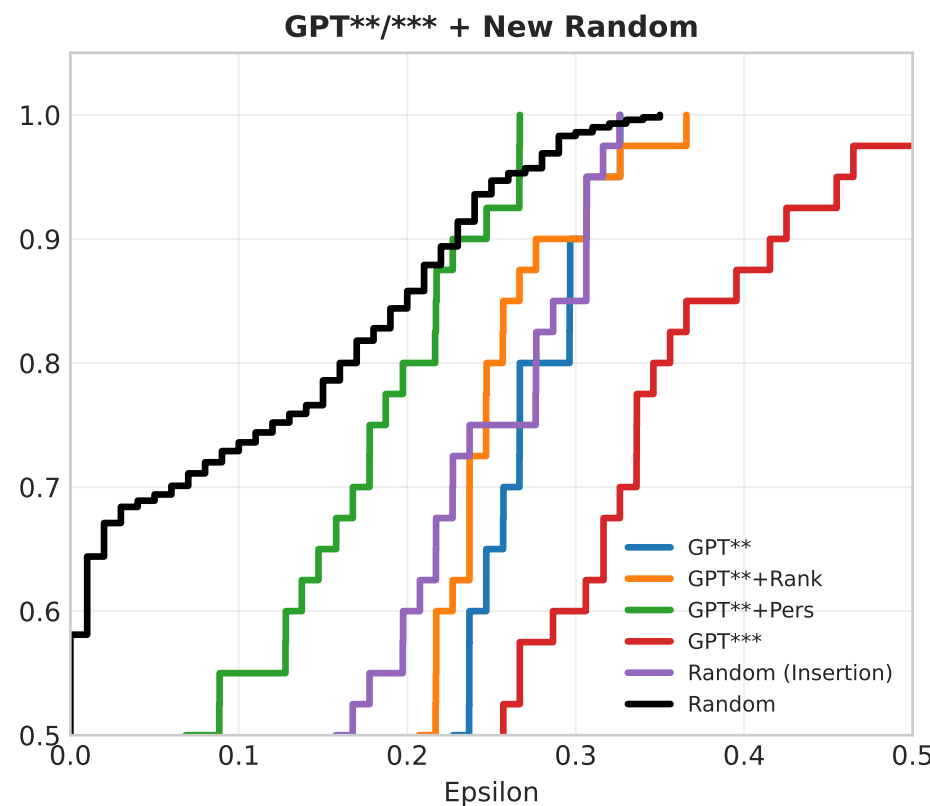 GPT**/*** + New Random
1.0
0.9
0.8
0.7
0.6
0.5
0.0 0.1 0.2 0.3 0.4 0.5
Epsilon
GPT**
GPT**+Rank
GPT**+Pers
GPT***
Random (Insertion)
Random